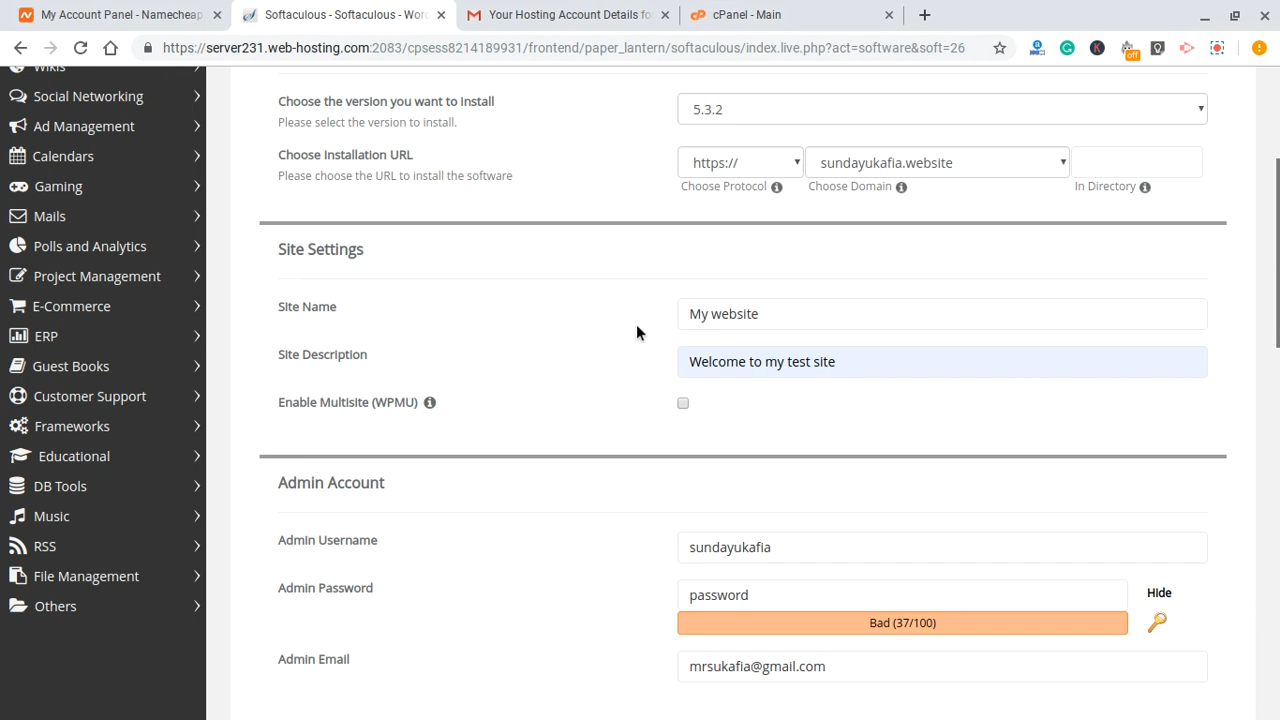 My Account Panel - Namecheap
Softaculous - Softaculous - Wor
Your Hosting Account Details fo
cPanel - Main
https://server231.web-hosting.com:2083/cpsess8214189931/frontend/paper_lantern/softaculous/index.live.php?act=software&soft=26
off
Wikis
Social Networking
Ad Management
Calendars
Gaming
Mails
Polls and Analytics
Project Management
E-Commerce
ERP
Guest Books
Customer Support
Frameworks
Educational
DB Tools
Music
RSS
File Management
Others
Choose the version you want to install
Please select the version to install.
5.3.2
Choose Installation URL
Please choose the URL to install the software
https://
sundayukafia.website
Choose Protocol
Choose Domain
In Directory
Site Settings
Site Name
My website
Site Description
Welcome to my test site
Enable Multisite (WPMU)
Admin Account
Admin Username
sundayukafia
Admin Password
password
Hide
Bad (37/100)
Admin Email
mrsukafia@gmail.com